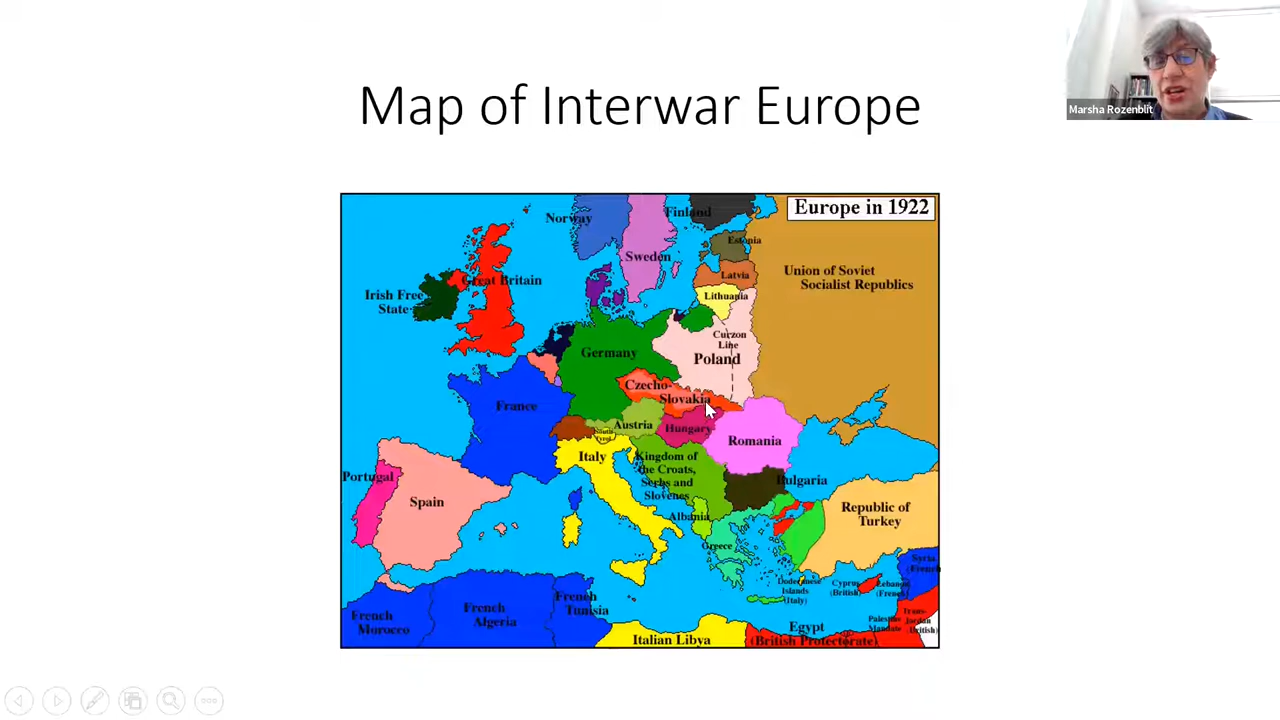 Map of Interwar Europe
Marsha Rozenblit
Europe in 1922
Norway
Finland
Sweden
Estonia
Latvia
Lithuania
Union of Soviet
Socialist Republics
Great Britain
Irish Free
State
Germany
Curzon
Line
Poland
Czecho-
Slovakia
France
Austria
Hungary
South
Tyrol
Romania
Italy
Kingdom of
the Croats,
Serbs and
Slovenes
Portugal
Spain
Bulgaria
Albania
Greece
Republic of
Turkey
Dodecanese
Islands
(Italy)
Cyprus
(British)
Syria
(French
Lebanon
(French)
Palestine
Mandate
Trans-
Jordan
(British)
French
Morocco
French
Algeria
French
Tunisia
Italian Libya
Egypt
(British Protectorate)